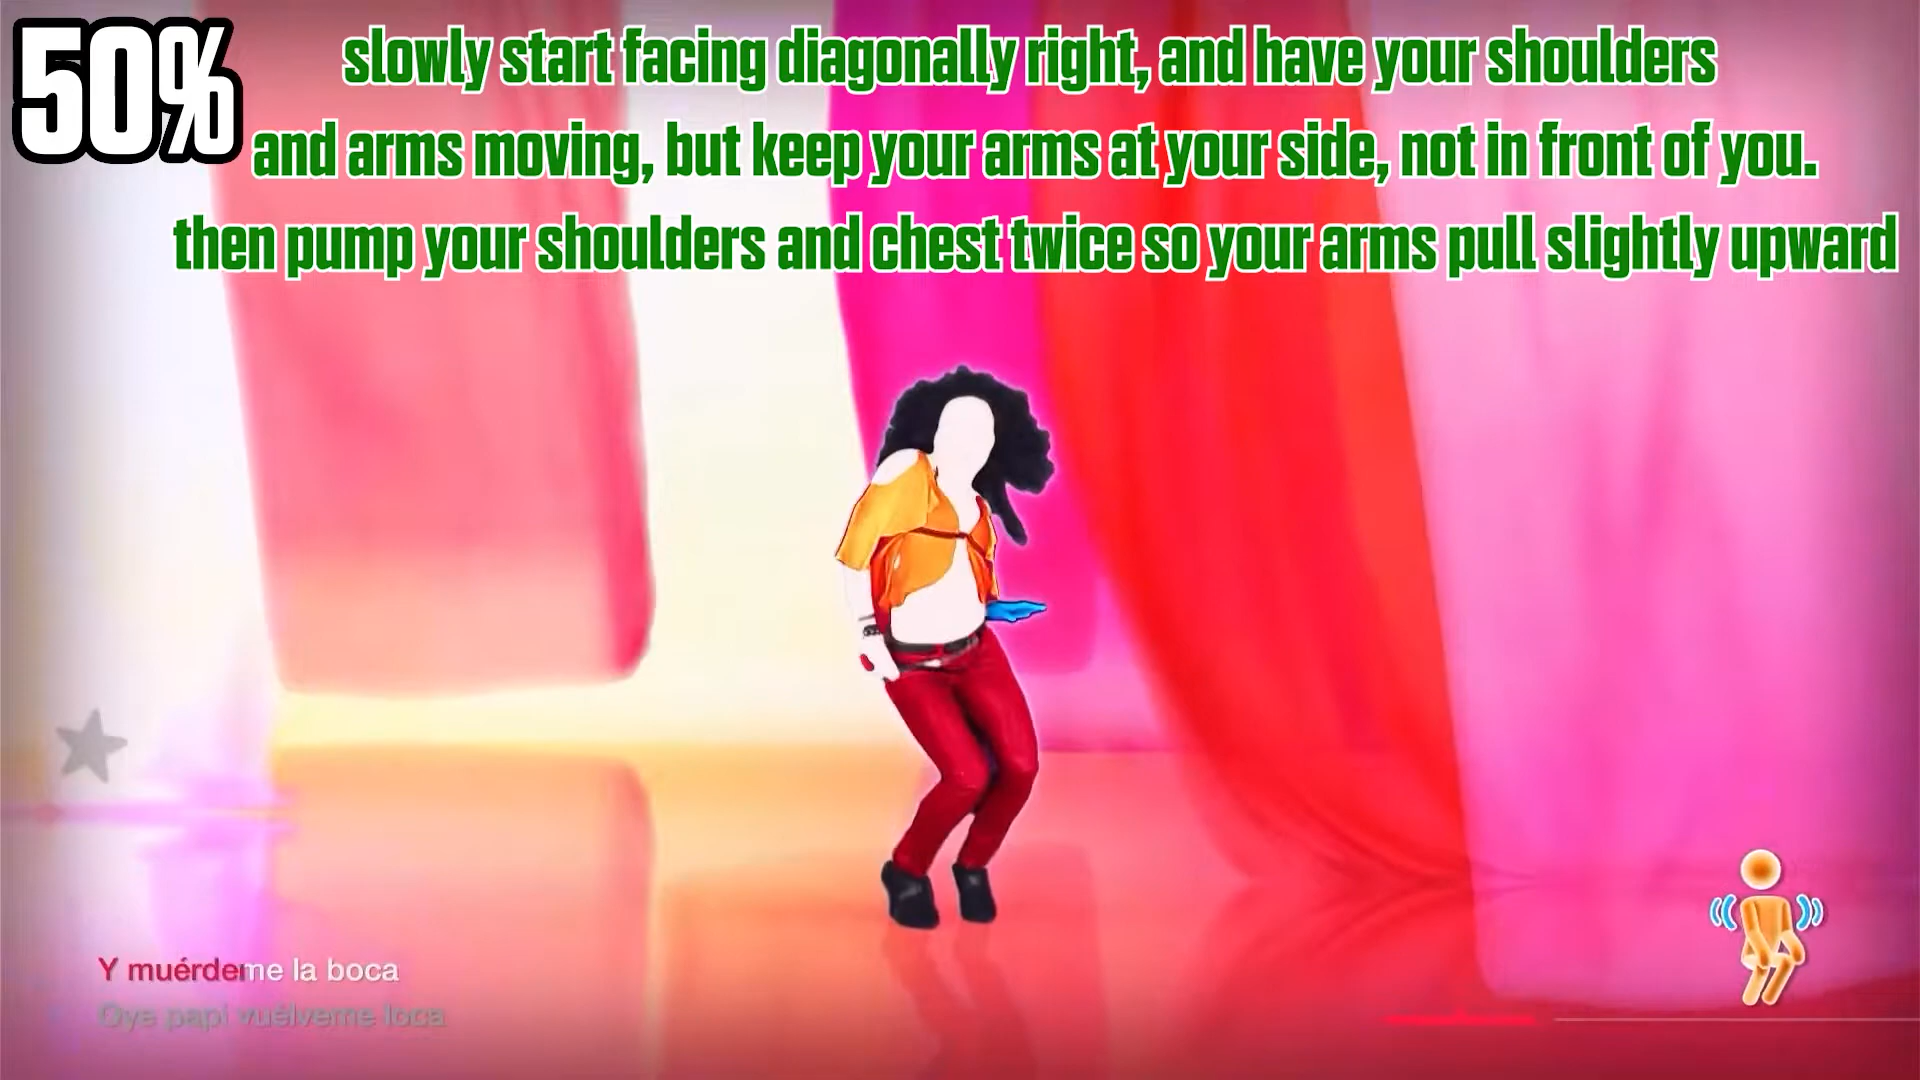 50%
slowly start facing diagonally right, and have your shoulders
and arms moving, but keep your arms at your side, not in front of you.
then pump your shoulders and chest twice so your arms pull slightly upward
Y muérdeme la boca
Oye papi vuélveme loca